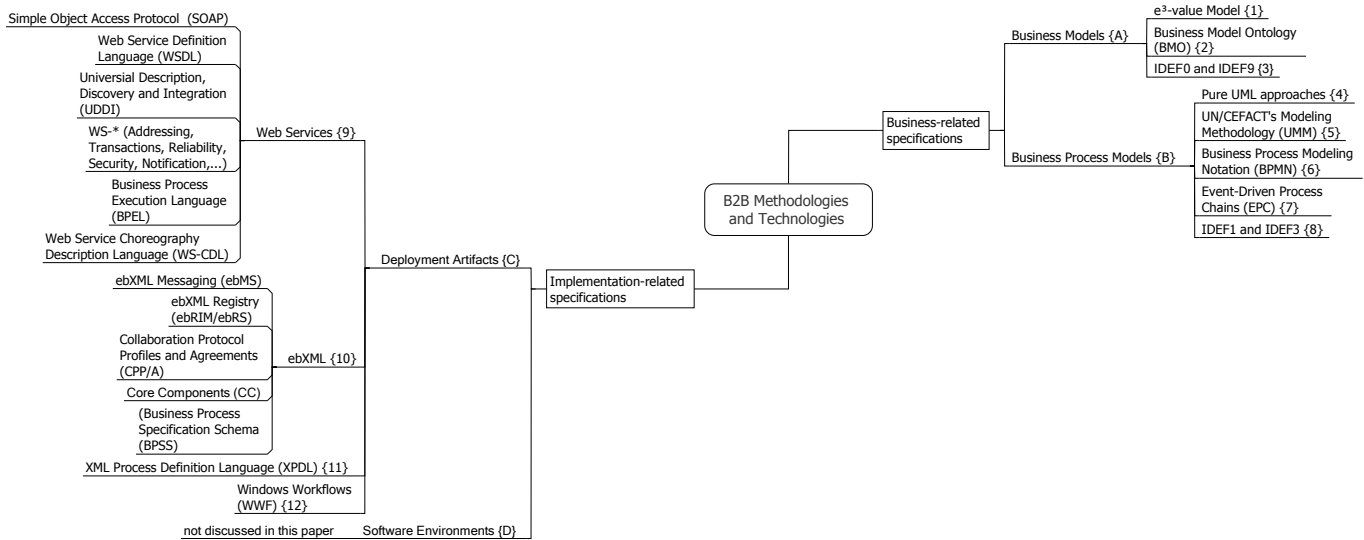 Simple Object Access Protocol  (SOAP)
Web Service Definition
Language (WSDL)
Universial Description,
Discovery and Integration
(UDDI)
WS-* (Addressing,
Transactions, Reliability,
Security, Notification,...)
Business Process
Execution Language
(BPEL)
Web Service Choreography
Description Language (WS-CDL)
Web Services {9}
ebXML Messaging (ebMS)
ebXML Registry
(ebRIM/ebRS)
Collaboration Protocol
Profiles and Agreements
(CPP/A)
Core Components (CC)
(Business Process
Specification Schema
(BPSS)
ebXML {10}
XML Process Definition Language (XPDL) {11}
Windows Workflows
(WWF) {12}
Deployment Artifacts {C}
not discussed in this paper
Software Environments {D}
Implementation-related
specifications
B2B Methodologies
and Technologies
Business-related
specifications
Business Models {A}
e³-value Model {1}
Business Model Ontology
(BMO) {2}
IDEF0 and IDEF9 {3}
Business Process Models {B}
Pure UML approaches {4}
UN/CEFACT's Modeling
Methodology (UMM) {5}
Business Process Modeling
Notation (BPMN) {6}
Event-Driven Process
Chains (EPC) {7}
IDEF1 and IDEF3 {8}